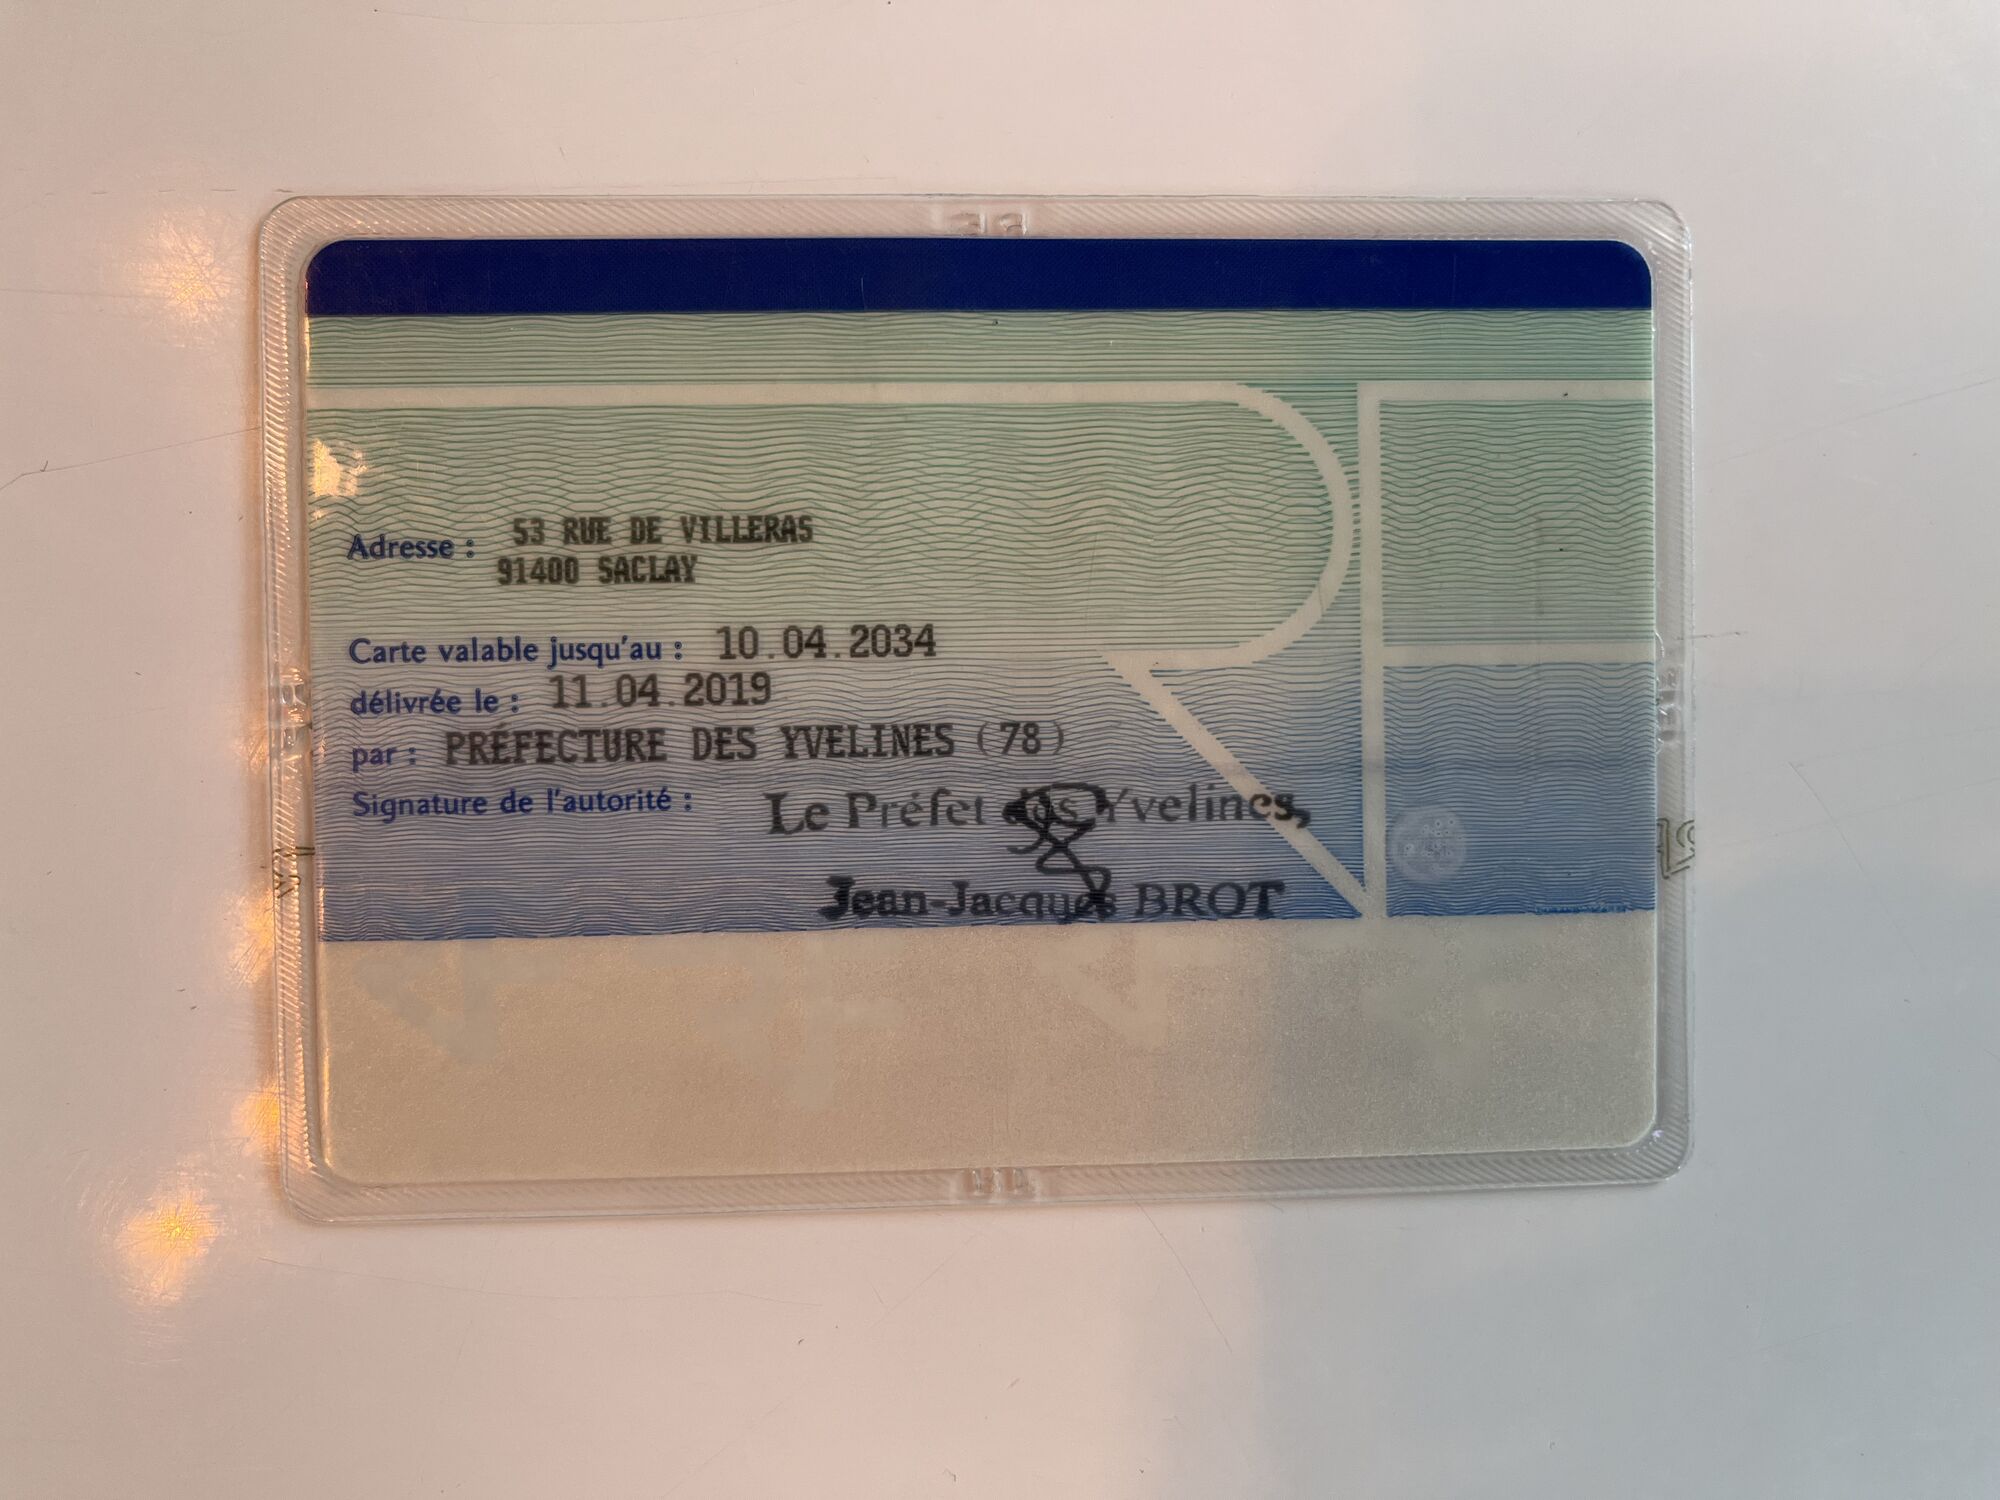 Adresse : 53 RUE DE VILLERAS
91400 SACLAY
Carte valable jusqu'au : 10.04.2034
délivrée le : 11.04.2019
par : PRÉFECTURE DES YVELINES (78)
Signature de l'autorité : Le Préfet des Yvelines,
Jean-Jacques BROT
RF